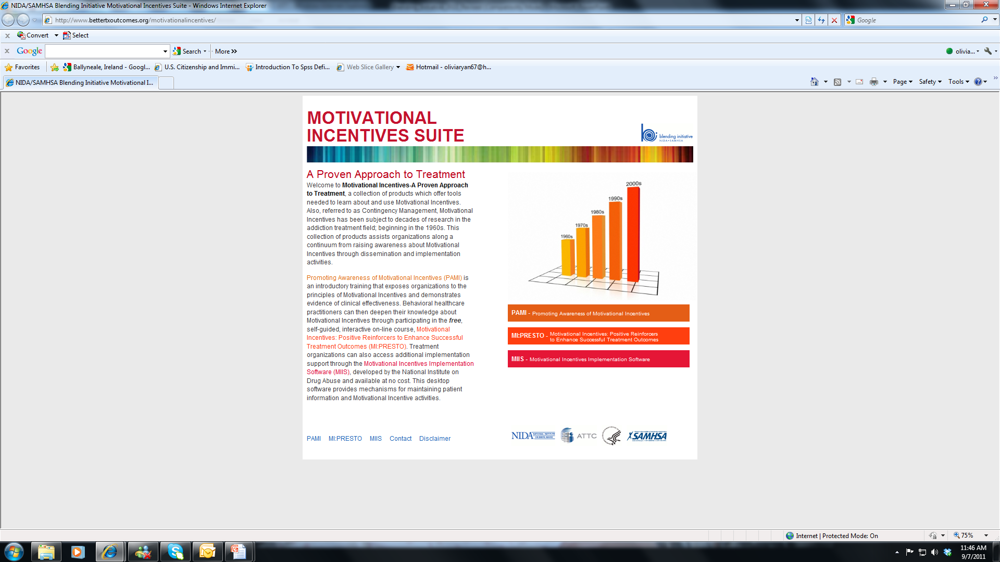 NIDA/SAMHSA Blending Initiative Motivational Incentives Suite - Windows Internet Explorer
http://www.bettertxoutcomes.org/motivationalincentives/
Google
Convert Select
Google Search More
olivia...
Favorites Ballyneale, Ireland - Googl... U.S. Citizenship and Immi... Introduction To Spss Defi... Web Slice Gallery Hotmail - oliviaryan67@h...
NIDA/SAMHSA Blending Initiative Motivational I...
Page Safety Tools
MOTIVATIONAL
INCENTIVES SUITE
blending initiative
NIDA•SAMHSA
A Proven Approach to Treatment
Welcome to Motivational Incentives-A Proven Approach
to Treatment, a collection of products which offer tools
needed to learn about and use Motivational Incentives.
Also, referred to as Contingency Management, Motivational
Incentives has been subject to decades of research in the
addiction treatment field; beginning in the 1960s. This
collection of products assists organizations along a
continuum from raising awareness about Motivational
Incentives through dissemination and implementation
activities.
Promoting Awareness of Motivational Incentives (PAMI) is
an introductory training that exposes organizations to the
principles of Motivational Incentives and demonstrates
evidence of clinical effectiveness. Behavioral healthcare
practitioners can then deepen their knowledge about
Motivational Incentives through participating in the free,
self-guided, interactive on-line course, Motivational
Incentives: Positive Reinforcers to Enhance Successful
Treatment Outcomes (MI:PRESTO). Treatment
organizations can also access additional implementation
support through the Motivational Incentives Implementation
Software (MIIS), developed by the National Institute on
Drug Abuse and available at no cost. This desktop
software provides mechanisms for maintaining patient
information and Motivational Incentive activities.
1960s
1970s
1980s
1990s
2000s
PAMI - Promoting Awareness of Motivational Incentives
MI:PRESTO - Motivational Incentives: Positive Reinforcers
to Enhance Successful Treatment Outcomes
MIIS - Motivational Incentives Implementation Software
PAMI MI:PRESTO MIIS Contact Disclaimer
NIDA NATIONAL INSTITUTE
ON DRUG ABUSE
ATTC
SAMHSA
Internet | Protected Mode: On
75%
11:46 AM
9/7/2011